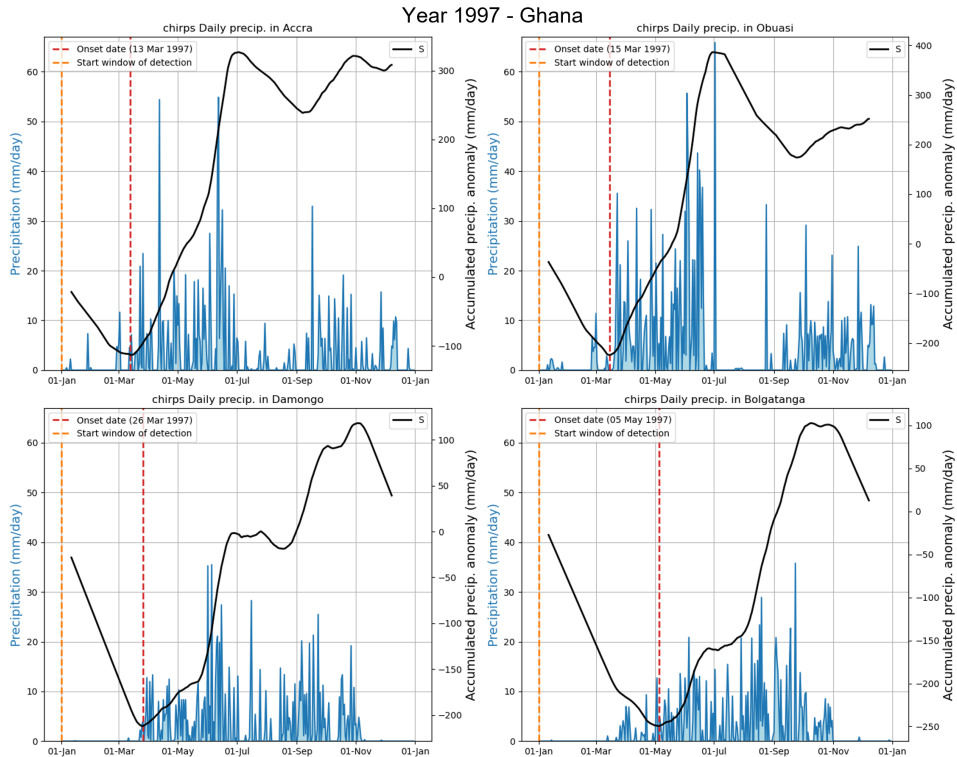 Year 1997 - Ghana
chirps Daily precip. in Accra
Onset date (13 Mar 1997)
Start window of detection
S
Precipitation (mm/day)
60
50
40
30
20
10
0
300
200
100
0
−100
Accumulated precip. anomaly (mm/day)
01-Jan 01-Mar 01-May 01-Jul 01-Sep 01-Nov 01-Jan
chirps Daily precip. in Obuasi
Onset date (15 Mar 1997)
Start window of detection
S
Precipitation (mm/day)
60
50
40
30
20
10
0
400
300
200
100
0
−100
−200
Accumulated precip. anomaly (mm/day)
01-Jan 01-Mar 01-May 01-Jul 01-Sep 01-Nov 01-Jan
chirps Daily precip. in Damongo
Onset date (26 Mar 1997)
Start window of detection
S
Precipitation (mm/day)
60
50
40
30
20
10
0
100
50
0
−50
−100
−150
−200
Accumulated precip. anomaly (mm/day)
01-Jan 01-Mar 01-May 01-Jul 01-Sep 01-Nov 01-Jan
chirps Daily precip. in Bolgatanga
Onset date (05 May 1997)
Start window of detection
S
Precipitation (mm/day)
60
50
40
30
20
10
0
100
50
0
−50
−100
−150
−200
−250
Accumulated precip. anomaly (mm/day)
01-Jan 01-Mar 01-May 01-Jul 01-Sep 01-Nov 01-Jan